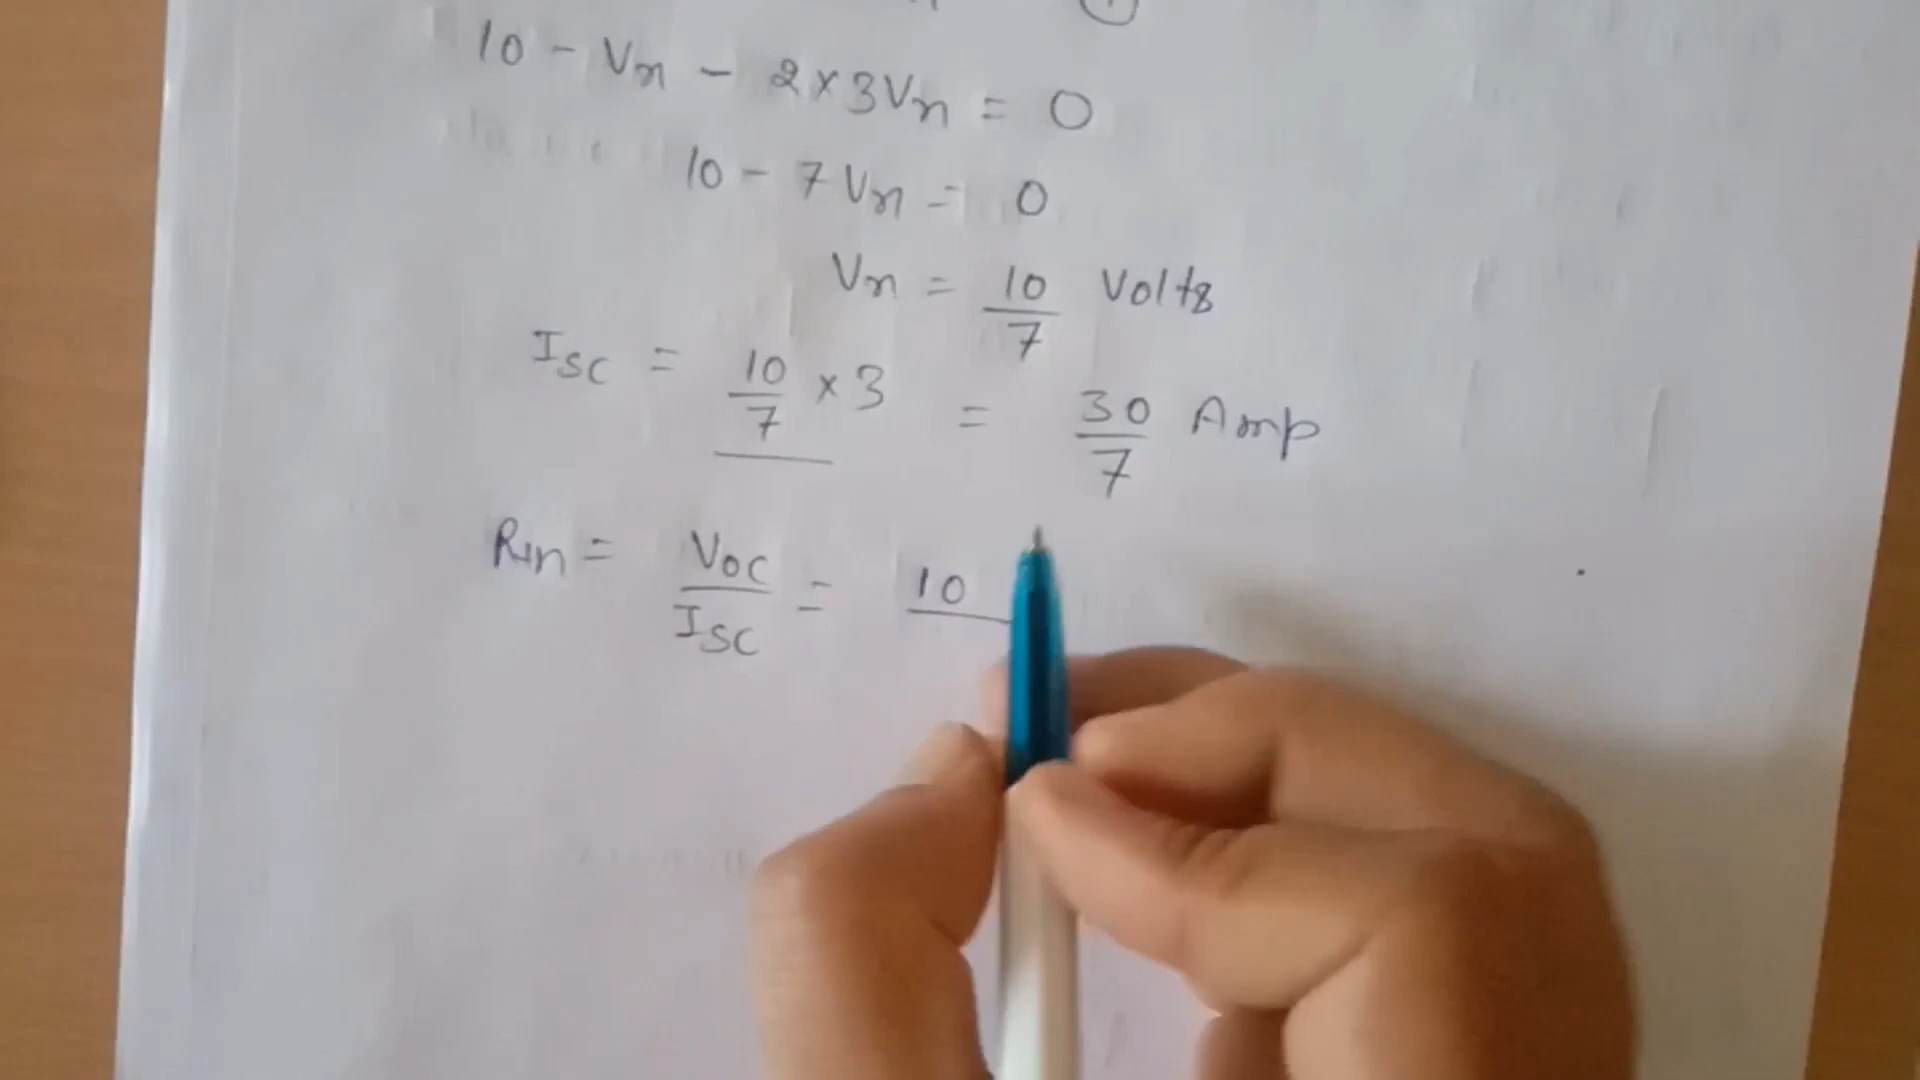 10 - Vx - 2 x 3Vx = 0
10 - 7Vx = 0
Vx = 10/7 Volts
Isc = 10/7 x 3 = 30/7 Amp
Rth = Voc/Isc = 10